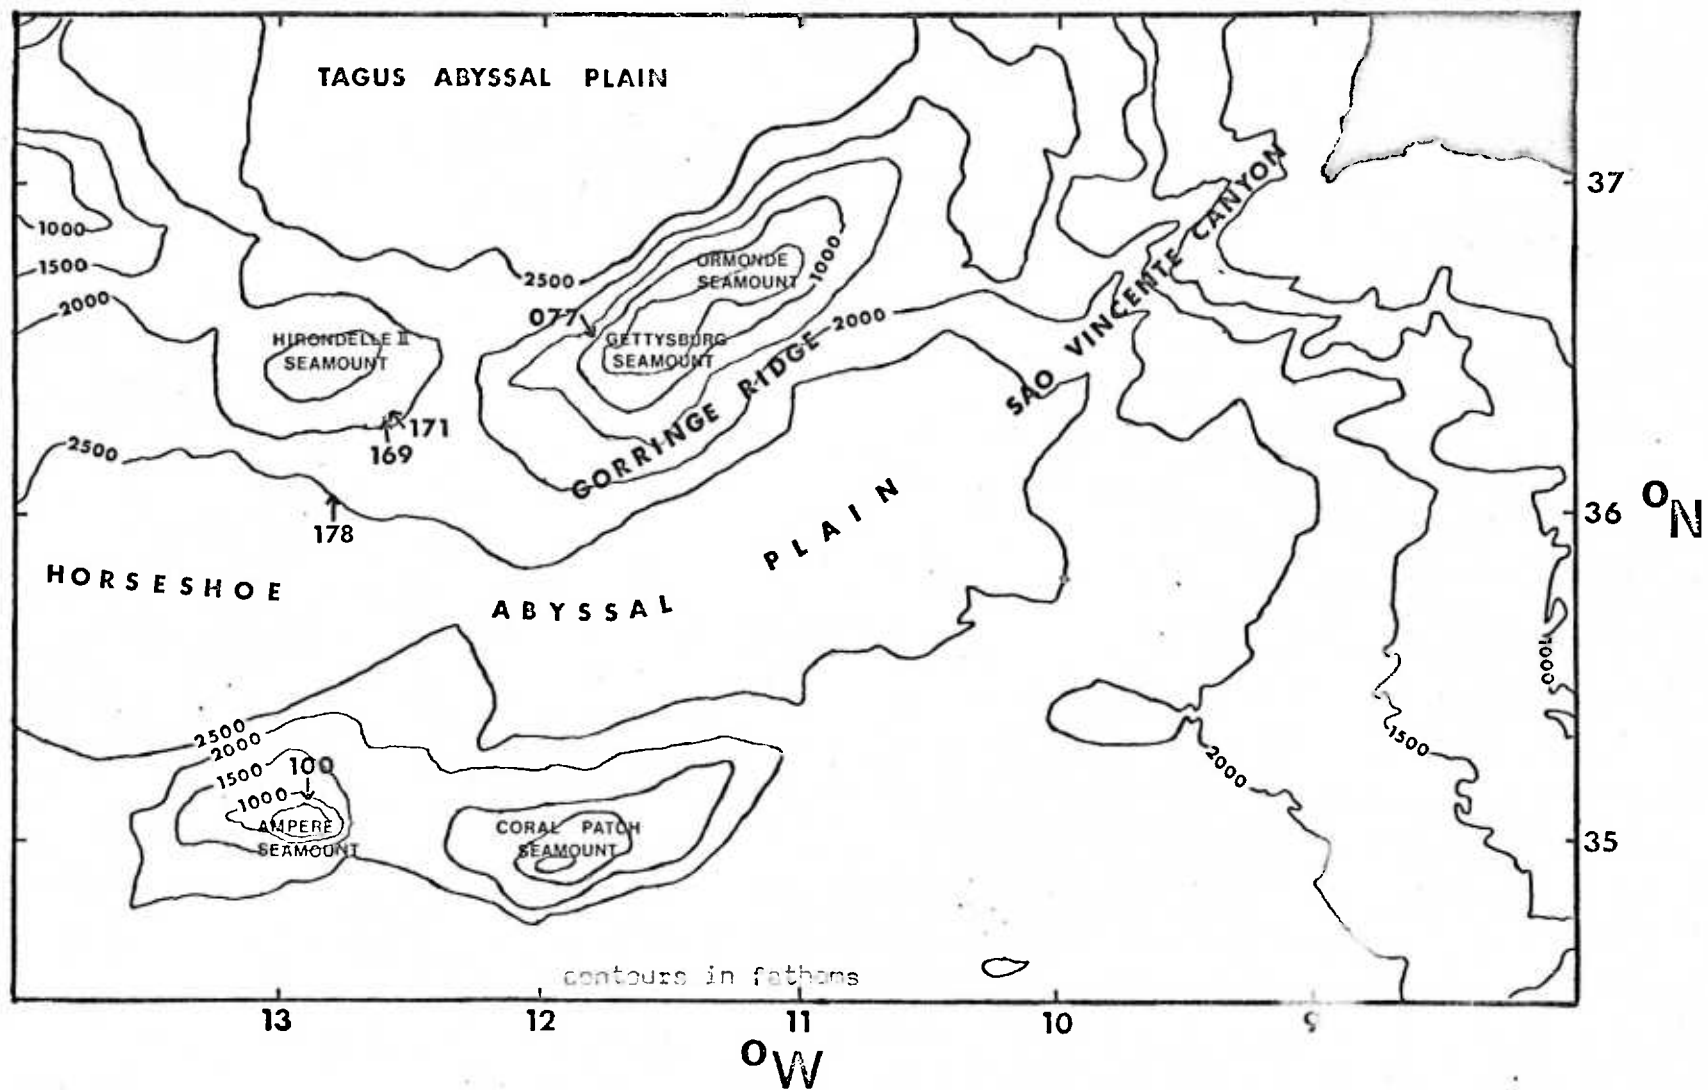 TAGUS ABYSSAL PLAIN
37
SÃO VINCENTE CANYON
1000
1500
2500
ORMONDE
SEAMOUNT
1000
2000
077
2000
HIRONDELLE II
SEAMOUNT
GETTYSBURG
SEAMOUNT
GORRINGE RIDGE
171
169
2500
178
36
°N
HORSESHOE ABYSSAL PLAIN
1000
2500
2000
1500
100
1000
AMPERE
SEAMOUNT
CORAL PATCH
SEAMOUNT
1500
2000
35
contours in fathoms
13
12
11
10
9
°W